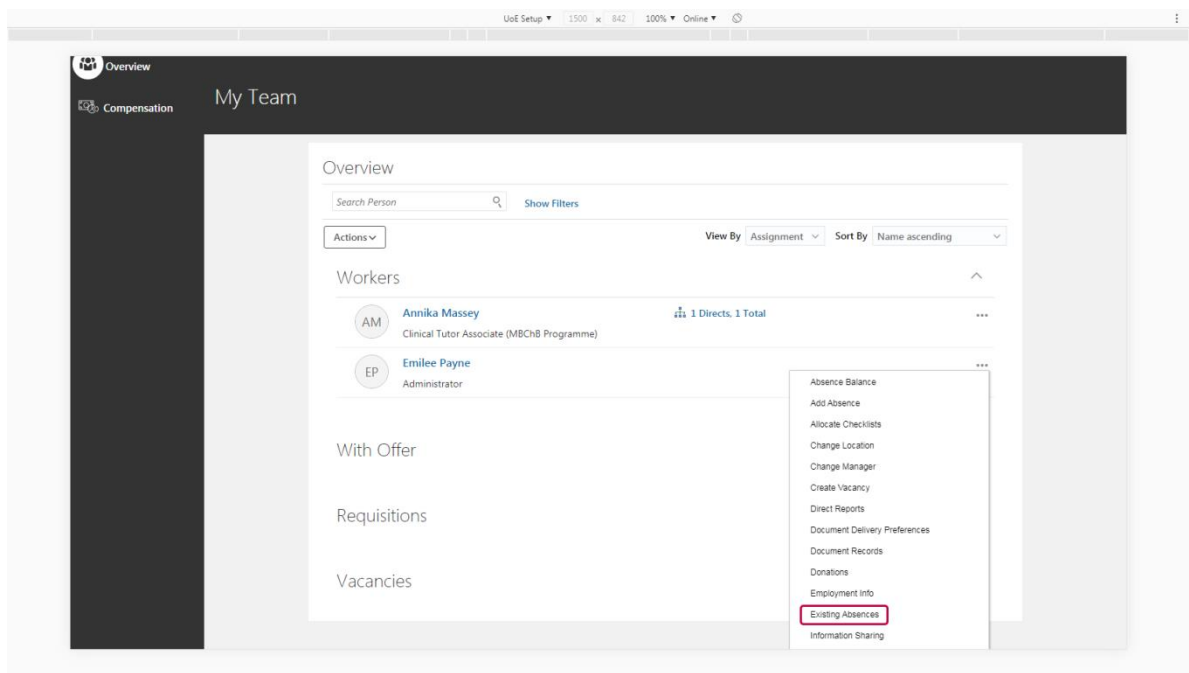 UoE Setup ▼ 1500 x 842 100% ▼ Online ▼
Overview
Compensation
My Team
Overview
Search Person Show Filters
Actions View By Assignment Sort By Name ascending
Workers
AM Annika Massey 1 Directs, 1 Total
Clinical Tutor Associate (MBChB Programme)
EP Emilee Payne
Administrator
Absence Balance
Add Absence
Allocate Checklists
Change Location
Change Manager
Create Vacancy
Direct Reports
Document Delivery Preferences
Document Records
Donations
Employment Info
Existing Absences
Information Sharing
With Offer
Requisitions
Vacancies